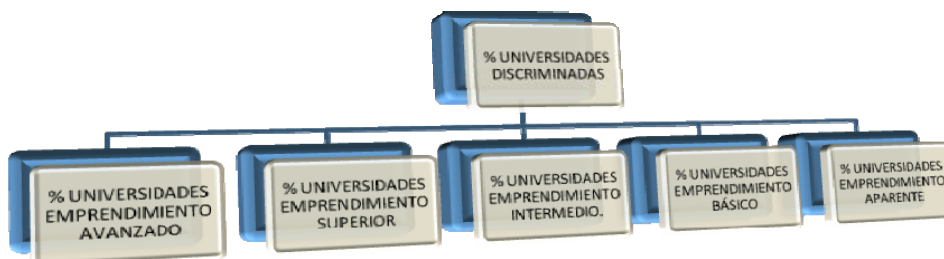 % UNIVERSIDADES
DISCRIMINADAS
% UNIVERSIDADES
EMPRENDIMIENTO
AVANZADO
% UNIVERSIDADES
EMPRENDIMIENTO
SUPERIOR
% UNIVERSIDADES
EMPRENDIMIENTO
INTERMEDIO.
% UNIVERSIDADES
EMPRENDIMIENTO
BÁSICO
% UNIVERSIDADES
EMPRENDIMIENTO
APARENTE